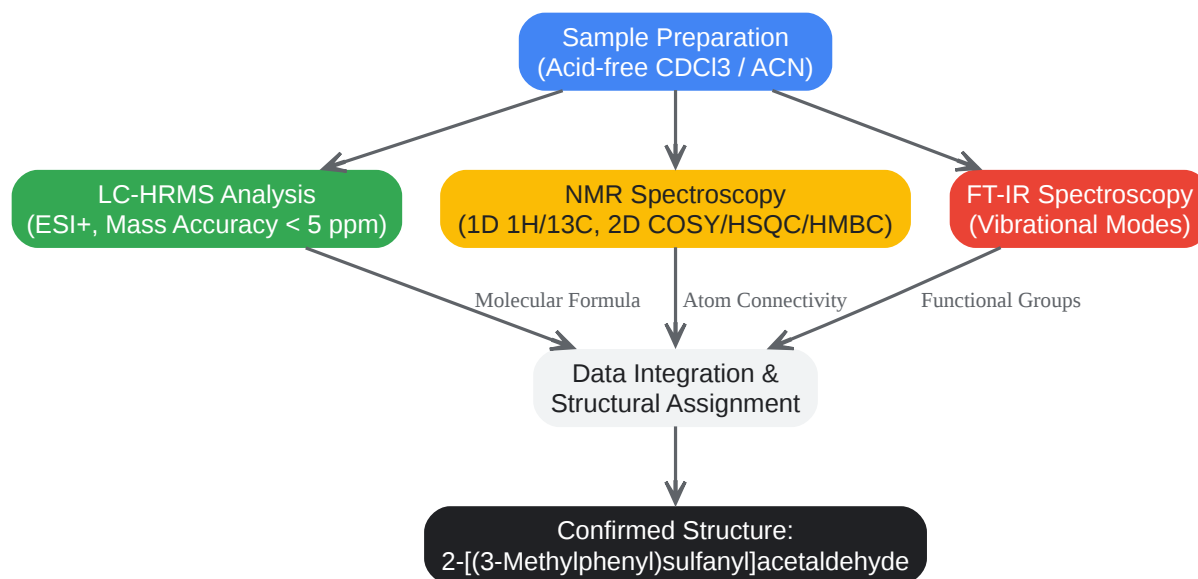 Sample Preparation
(Acid-free CDCl3 / ACN)
LC-HRMS Analysis
(ESI+, Mass Accuracy < 5 ppm)
NMR Spectroscopy
(1D 1H/13C, 2D COSY/HSQC/HMBC)
FT-IR Spectroscopy
(Vibrational Modes)
Molecular Formula
Atom Connectivity
Functional Groups
Data Integration &
Structural Assignment
Confirmed Structure:
2-[(3-Methylphenyl)sulfanyl]acetaldehyde